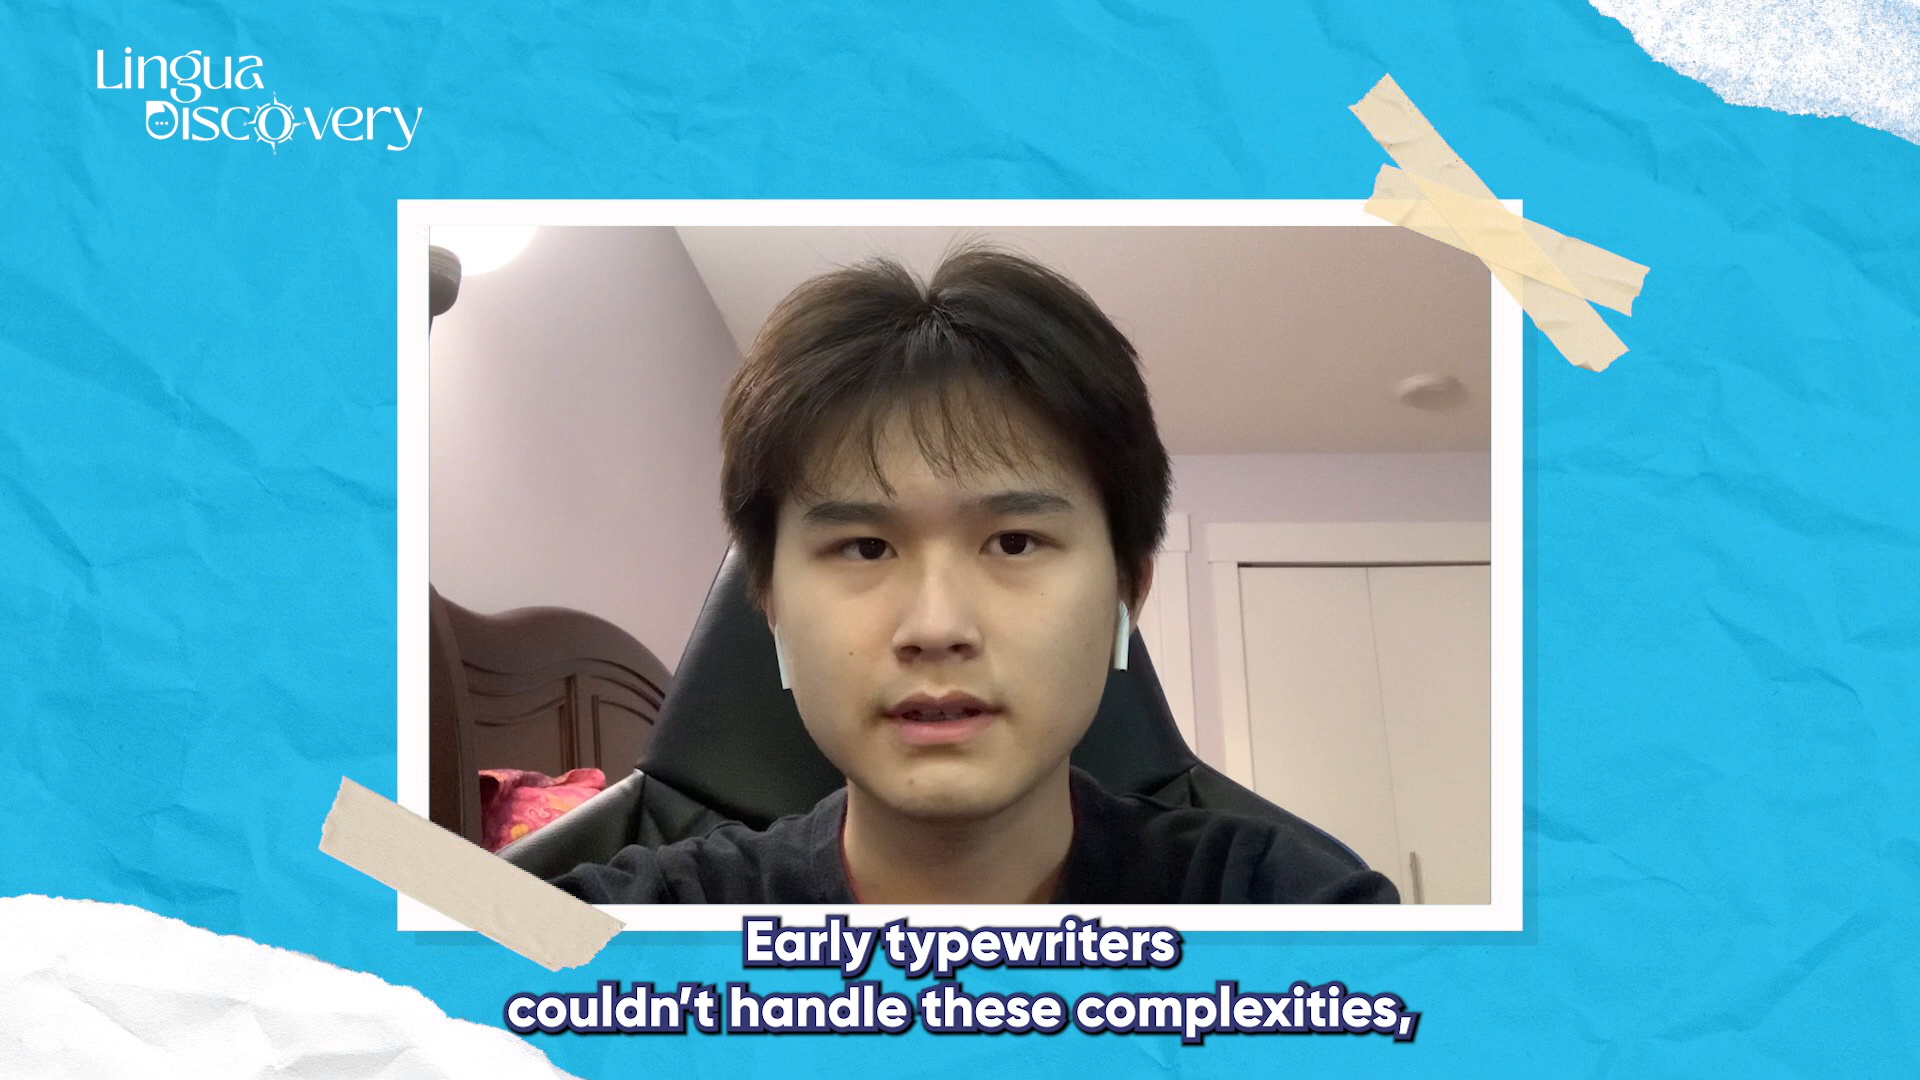 Lingua
Discovery
Early typewriters
couldn't handle these complexities,